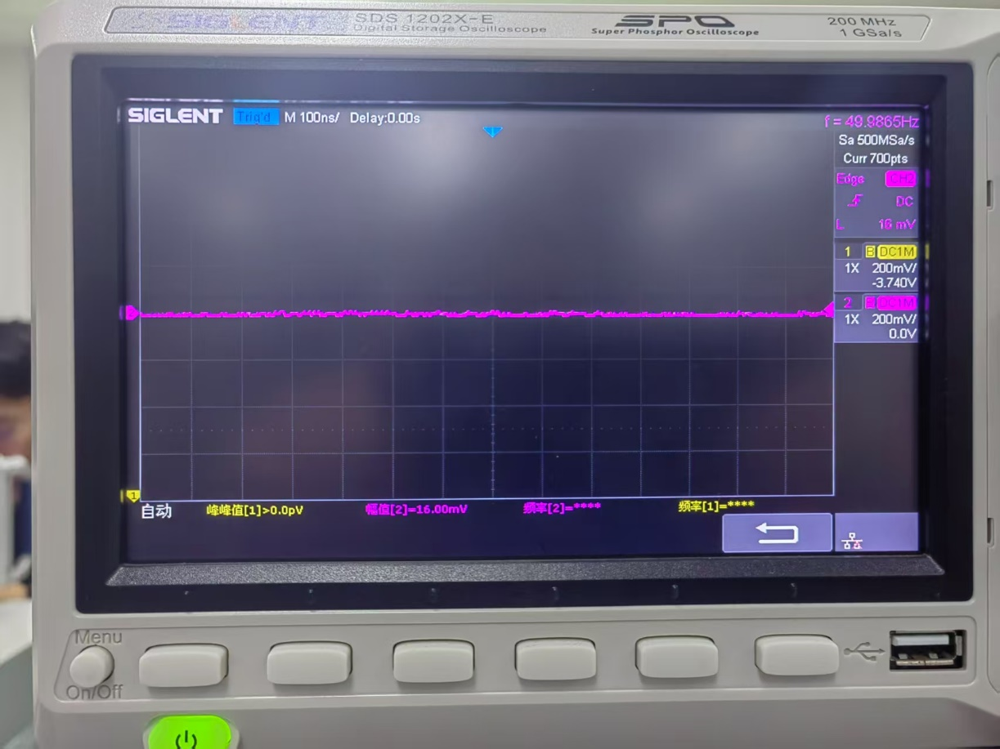 SIGLENT SDS 1202X-E
Digital Storage Oscilloscope
SPO
Super Phosphor Oscilloscope
200 MHz
1 GSa/s
SIGLENT Trig'd M 100ns/ Delay:0.00s
f = 49.9865Hz
Sa 500MSa/s
Curr 700pts
Edge CH2
DC
L 16 mV
1 B DC1M
1X 200mV/
-3.740V
2 B DC1M
1X 200mV/
0.0V
1
自动 峰峰值[1]>0.0pV 幅值[2]=16.00mV 频率[2]=**** 频率[1]=****
Menu
On/Off